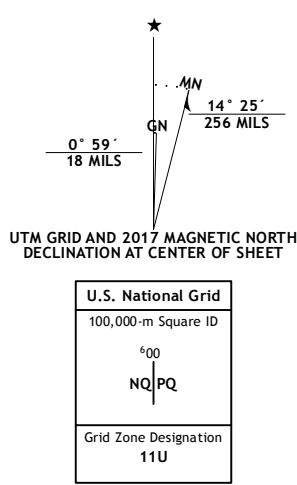 ★
MN
GN
14° 25´
256 MILS
0° 59´
18 MILS
UTM GRID AND 2017 MAGNETIC NORTH
DECLINATION AT CENTER OF SHEET
U.S. National Grid
100,000-m Square ID
⁶00
NQ PQ
Grid Zone Designation
11U